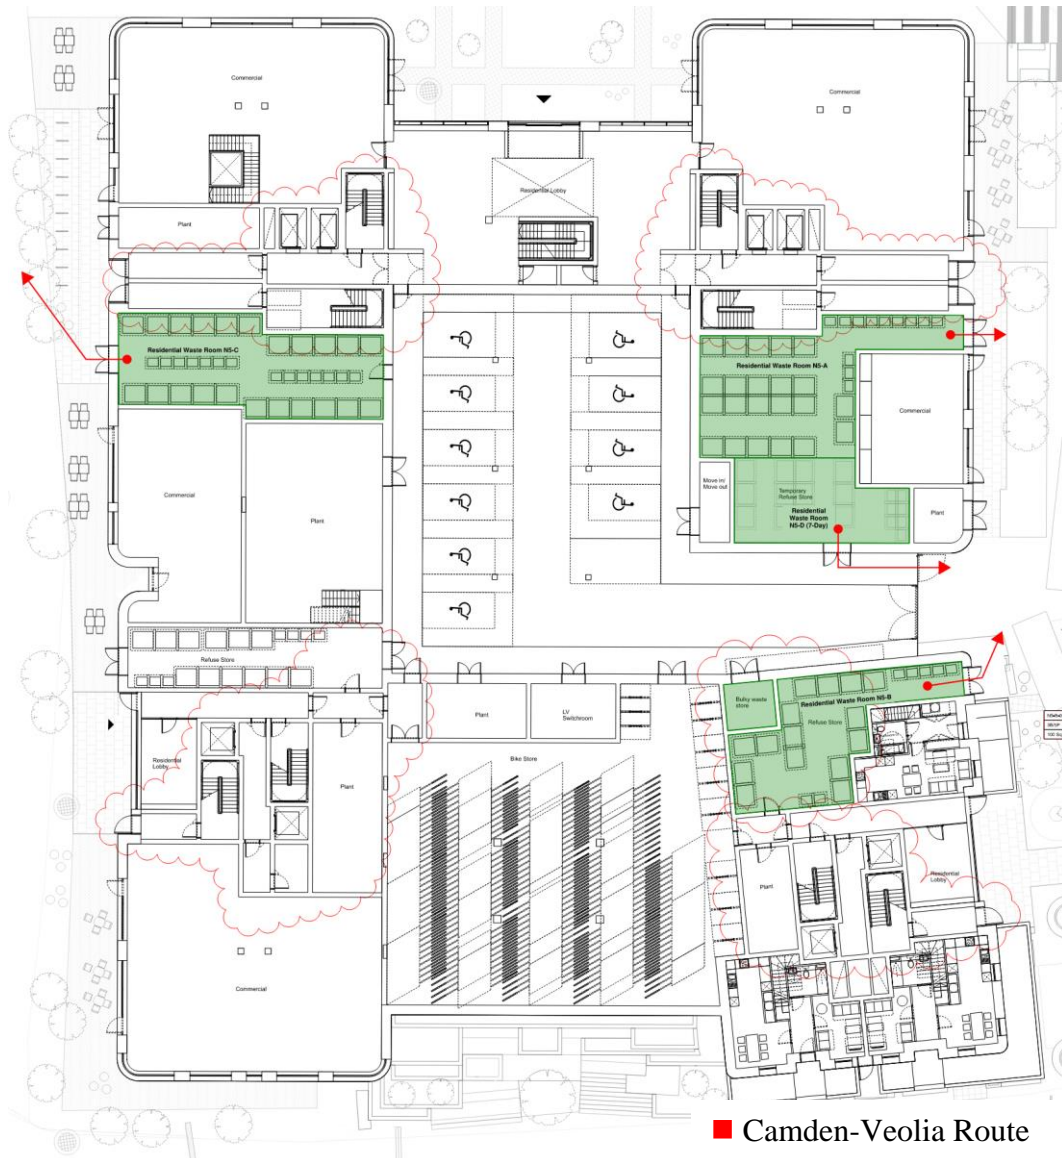 Commercial
Commercial
Residential Lobby
Plant
Residential Waste Room N5-C
Residential Waste Room N5-A
Commercial
Commercial
Move in/
Move out
Temporary
Refuse Store
Residential
Waste Room
N5-D (7-Day)
Plant
Plant
Refuse Store
Bulky waste
store
Residential Waste Room N5-B
Refuse Store
Plant
LV
Switchroom
Bike Store
Residential
Lobby
Plant
Plant
Residential
Lobby
Commercial
Camden-Veolia Route